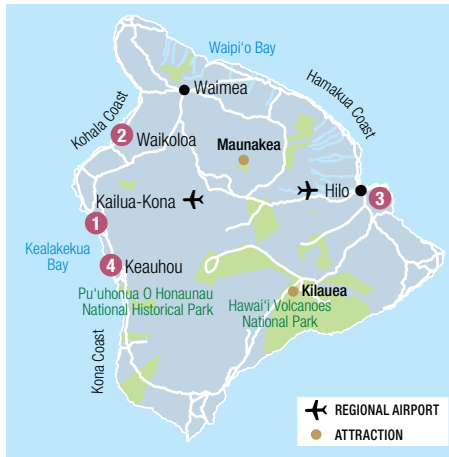 Waipi'o Bay
Hamakua Coast
Waimea
Kohala Coast
2
Waikoloa
Maunakea
Hilo
3
Kailua-Kona
1
Kealakekua
Bay
4
Keauhou
Pu'uhonua O Honaunau
National Historical Park
Kilauea
Hawai'i Volcanoes
National Park
Kona Coast
REGIONAL AIRPORT
ATTRACTION